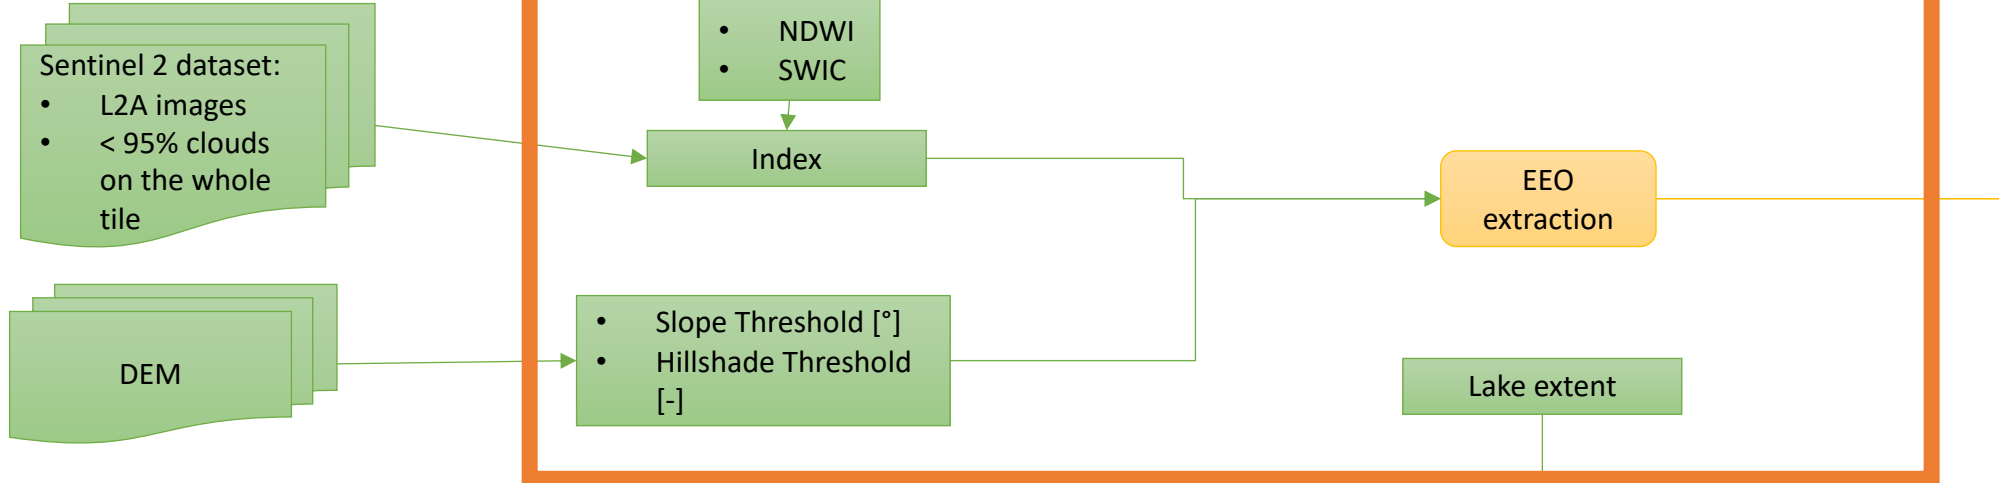 Sentinel 2 dataset:
• L2A images
• < 95% clouds
on the whole
tile
• NDWI
• SWIC
Index
EEO
extraction
DEM
• Slope Threshold [°]
• Hillshade Threshold
[-]
Lake extent